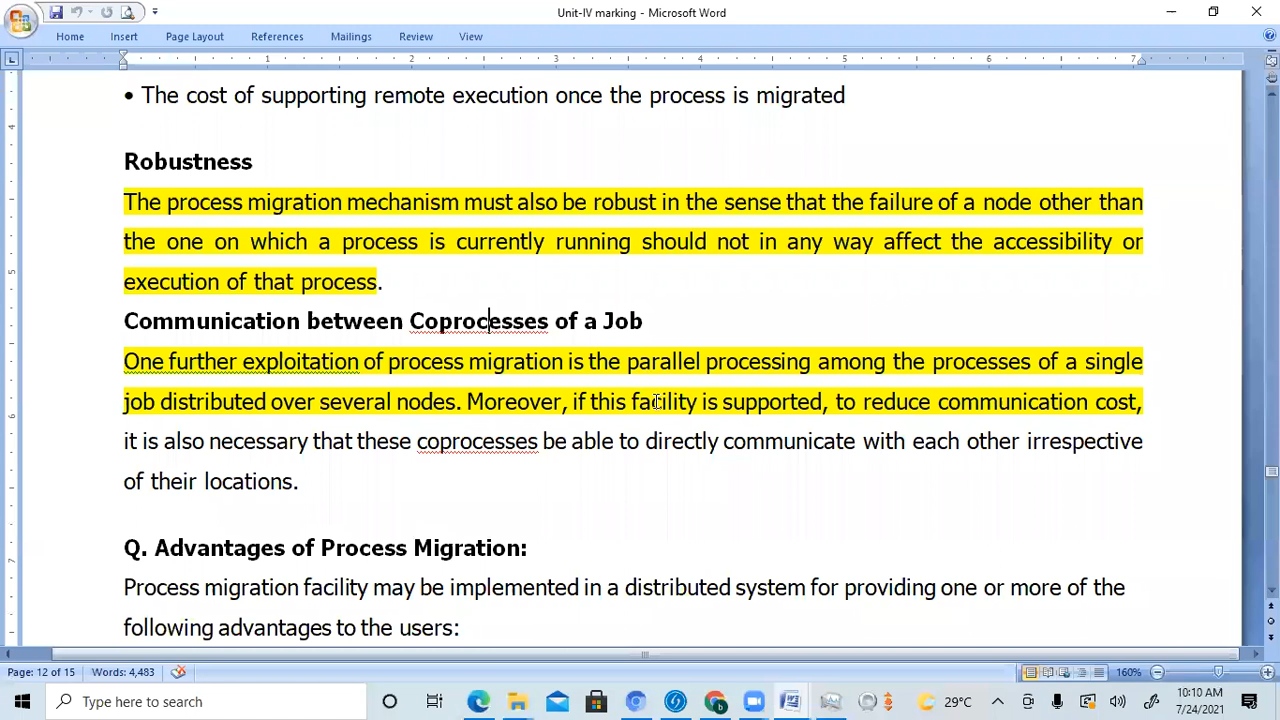 Unit-IV marking - Microsoft Word
Home Insert Page Layout References Mailings Review View
1 2 3 4 5 6 7
• The cost of supporting remote execution once the process is migrated
Robustness
The process migration mechanism must also be robust in the sense that the failure of a node other than
the one on which a process is currently running should not in any way affect the accessibility or
execution of that process.
Communication between Coprocesses of a Job
One further exploitation of process migration is the parallel processing among the processes of a single
job distributed over several nodes. Moreover, if this facility is supported, to reduce communication cost,
it is also necessary that these coprocesses be able to directly communicate with each other irrespective
of their locations.
Q. Advantages of Process Migration:
Process migration facility may be implemented in a distributed system for providing one or more of the
following advantages to the users:
Page: 12 of 15 Words: 4,483 160%
Type here to search 29°C 10:10 AM
7/24/2021